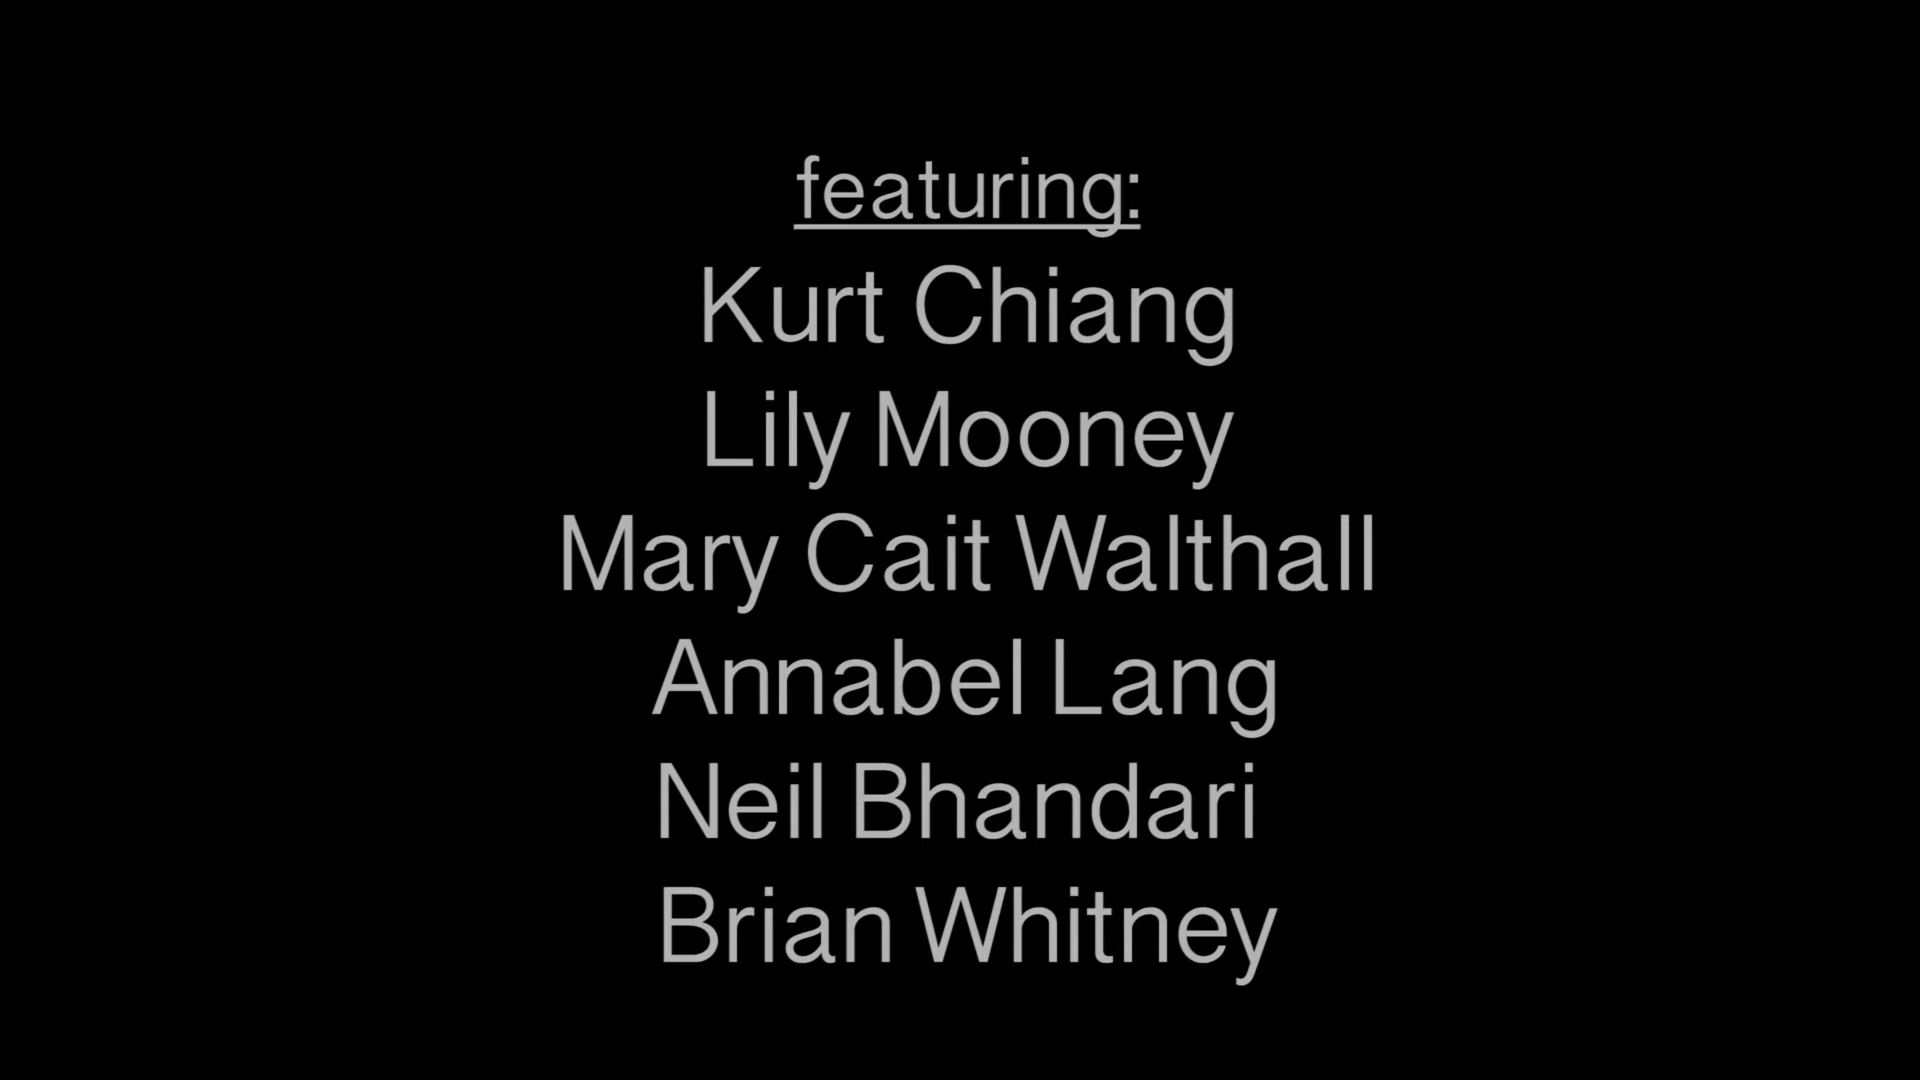 featuring:
Kurt Chiang
Lily Mooney
Mary Cait Walthall
Annabel Lang
Neil Bhandari
Brian Whitney